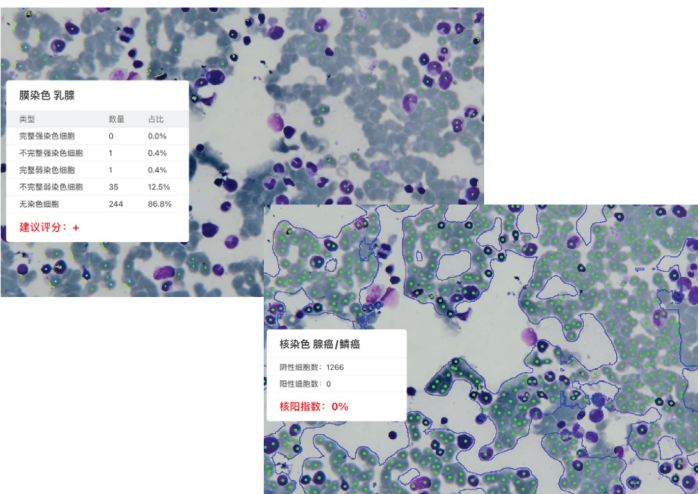 膜染色 乳腺
类型 数量 占比
完整强染色细胞 0 0.0%
不完整强染色细胞 1 0.4%
完整弱染色细胞 1 0.4%
不完整弱染色细胞 35 12.5%
无染色细胞 244 86.8%
建议评分：+
核染色 腺癌/鳞癌
阴性细胞数：1266
阳性细胞数：0
核阳指数：0%